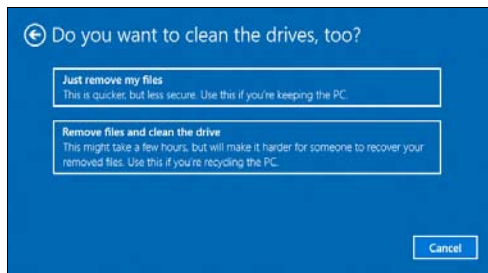 Do you want to clean the drives, too?
Just remove my files
This is quicker, but less secure. Use this if you're keeping the PC.
Remove files and clean the drive
This might take a few hours, but will make it harder for someone to recover your
removed files. Use this if you're recycling the PC.
Cancel